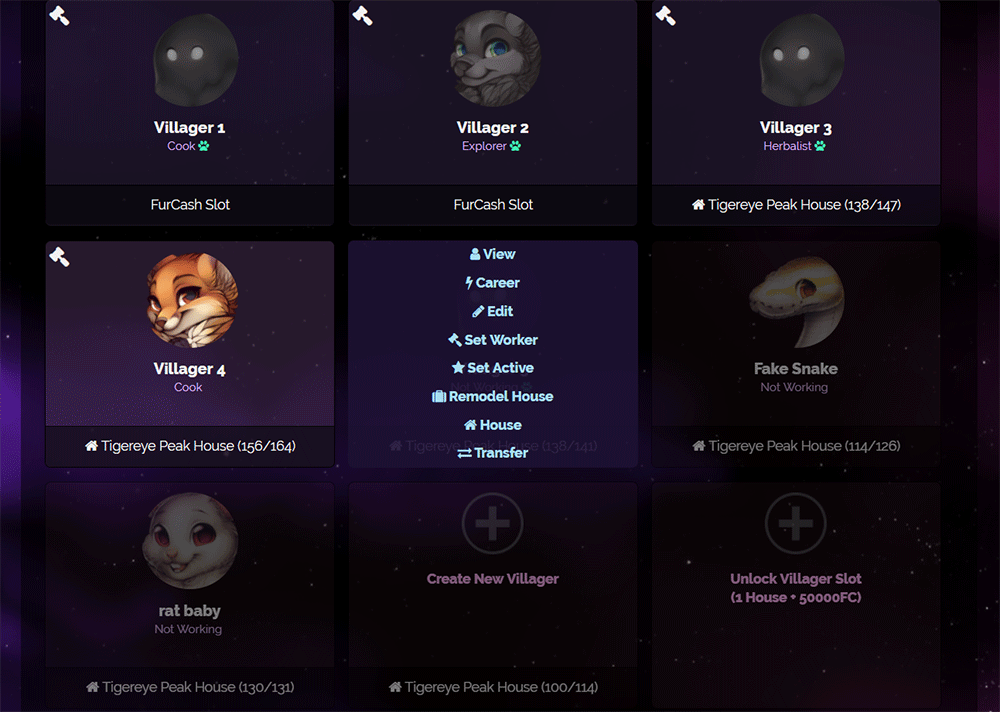 Villager 1
Cook
FurCash Slot
Villager 2
Explorer
FurCash Slot
Villager 3
Herbalist
Tigereye Peak House (138/147)
Villager 4
Cook
Tigereye Peak House (156/164)
View
Career
Edit
Set Worker
Set Active
Not Working
Remodel House
House
Tigereye Peak House (138/141)
Transfer
Fake Snake
Not Working
Tigereye Peak House (114/126)
rat baby
Not Working
Tigereye Peak House (130/131)
Create New Villager
Tigereye Peak House (100/114)
Unlock Villager Slot
(1 House + 50000FC)